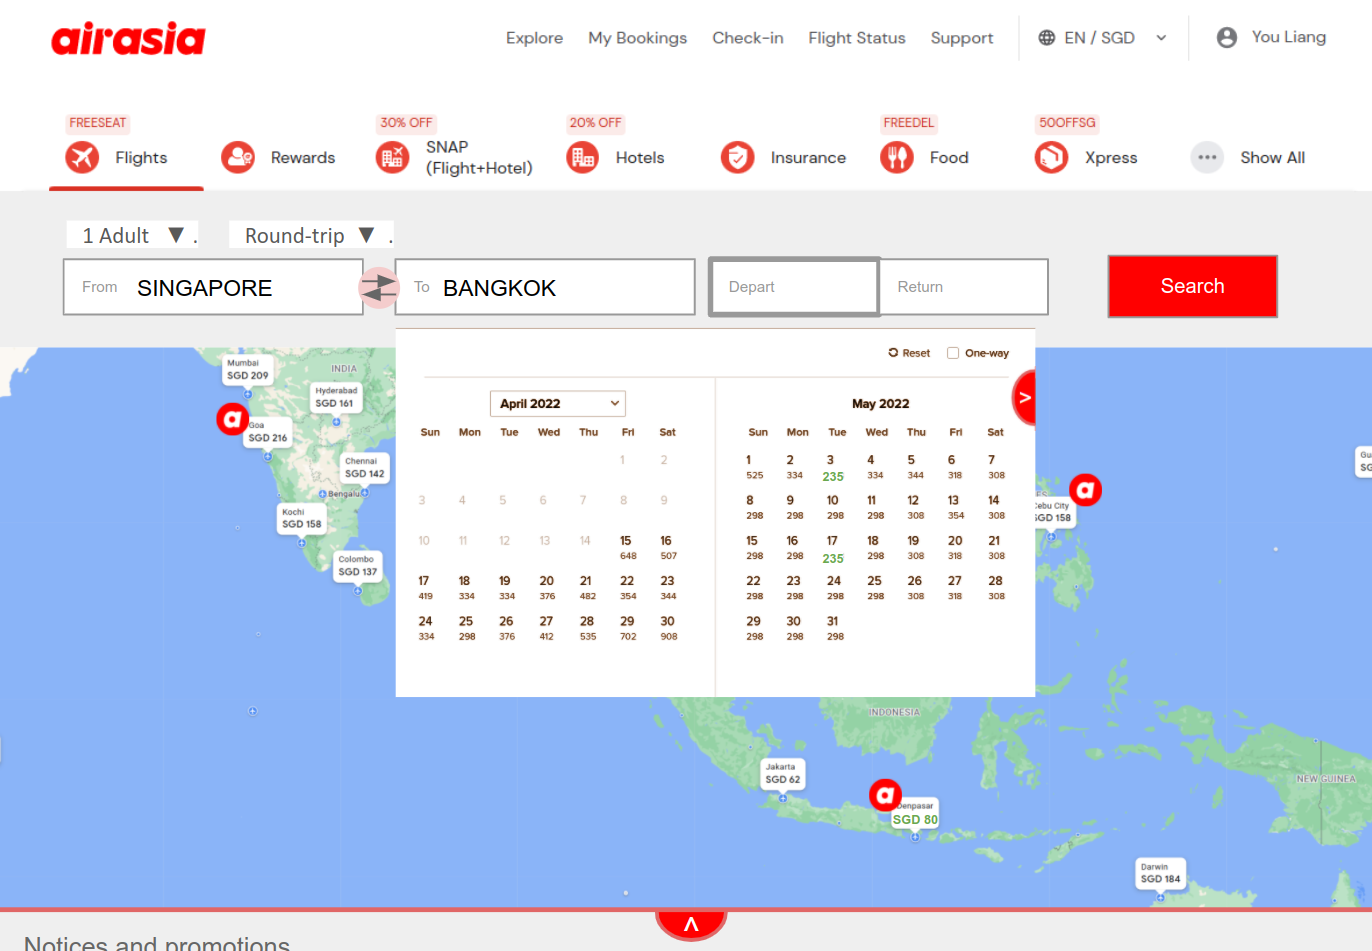 airasia
Explore My Bookings Check-in Flight Status Support EN / SGD You Liang
FREESEAT 30% OFF 20% OFF FREEDEL 50OFFSG
Flights Rewards SNAP (Flight+Hotel) Hotels Insurance Food Xpress Show All
1 Adult ▼ . Round-trip ▼ .
From SINGAPORE To BANGKOK Depart Return Search
Reset One-way
April 2022
Sun Mon Tue Wed Thu Fri Sat
1 2
3 4 5 6 7 8 9
10 11 12 13 14 15 16
648 507
17 18 19 20 21 22 23
419 334 334 376 482 354 344
24 25 26 27 28 29 30
334 298 376 412 535 702 908
May 2022
>
Sun Mon Tue Wed Thu Fri Sat
1 2 3 4 5 6 7
525 334 235 334 344 318 308
8 9 10 11 12 13 14
298 298 298 298 308 354 308
15 16 17 18 19 20 21
298 298 235 298 308 318 308
22 23 24 25 26 27 28
298 298 298 298 308 318 308
29 30 31
298 298 298
Mumbai
SGD 209
INDIA
Hyderabad
SGD 161
a
Goa
SGD 216
Chennai
SGD 142
Bengalu
Kochi
SGD 158
Colombo
SGD 137
Gu
SG
a
ES
Cebu City
SGD 158
INDONESIA
Jakarta
SGD 62
a
Denpasar
SGD 80
NEW GUINEA
Darwin
SGD 184
^
Notices and promotions